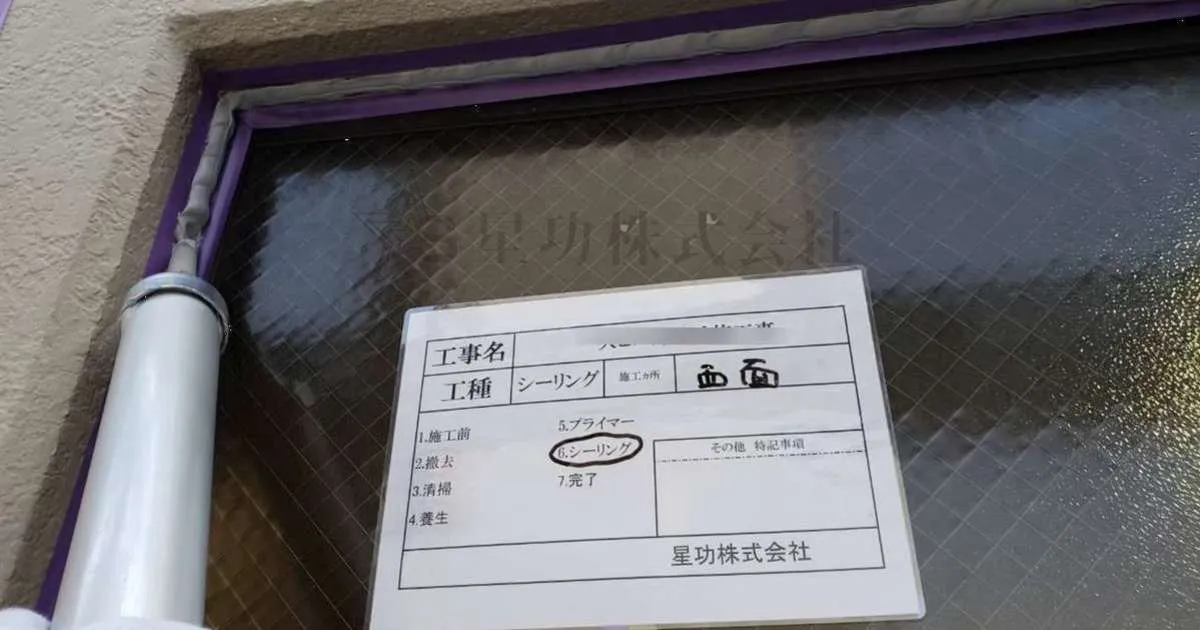 星功株式会社
工事名
工種 シーリング 施工ヵ所 西面
1.施工前
2.撤去
3.清掃
4.養生
5.プライマー
6.シーリング
7.完了
その他 特記事項
星功株式会社